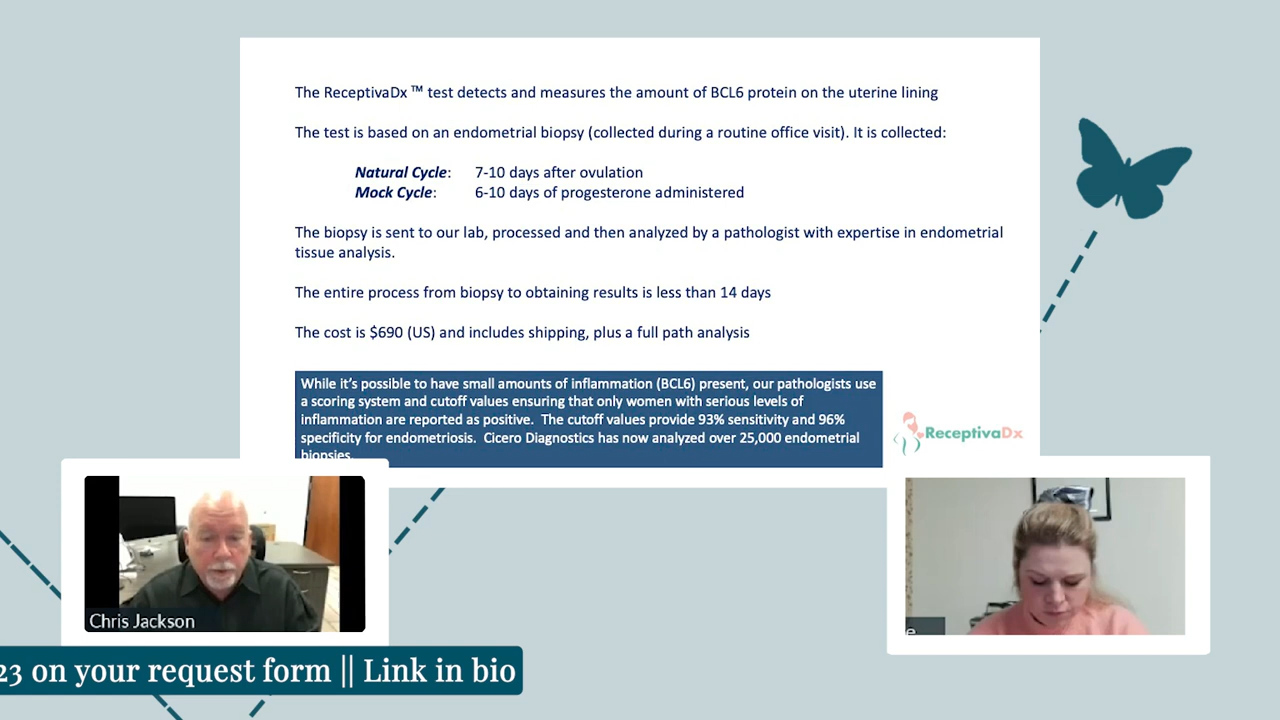 The ReceptivaDx ™ test detects and measures the amount of BCL6 protein on the uterine lining
The test is based on an endometrial biopsy (collected during a routine office visit). It is collected:
Natural Cycle: 7-10 days after ovulation
Mock Cycle: 6-10 days of progesterone administered
The biopsy is sent to our lab, processed and then analyzed by a pathologist with expertise in endometrial
tissue analysis.
The entire process from biopsy to obtaining results is less than 14 days
The cost is $690 (US) and includes shipping, plus a full path analysis
While it's possible to have small amounts of inflammation (BCL6) present, our pathologists use
a scoring system and cutoff values ensuring that only women with serious levels of
inflammation are reported as positive. The cutoff values provide 93% sensitivity and 96%
specificity for endometriosis. Cicero Diagnostics has now analyzed over 25,000 endometrial
biopsies.
ReceptivaDx
Chris Jackson
e
23 on your request form || Link in bio